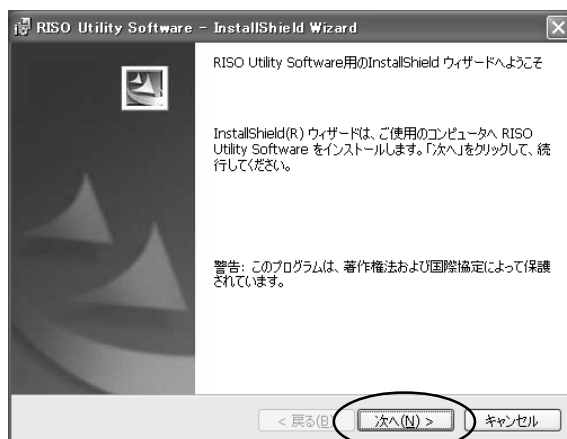 RISO Utility Software - InstallShield Wizard
RISO Utility Software用のInstallShield ウィザードへようこそ
InstallShield(R) ウィザードは、ご使用のコンピュータへ RISO
Utility Software をインストールします。「次へ」をクリックして、続
行してください。
警告: このプログラムは、著作権法および国際協定によって保護
されています。
< 戻る(B) 次へ(N) > キャンセル